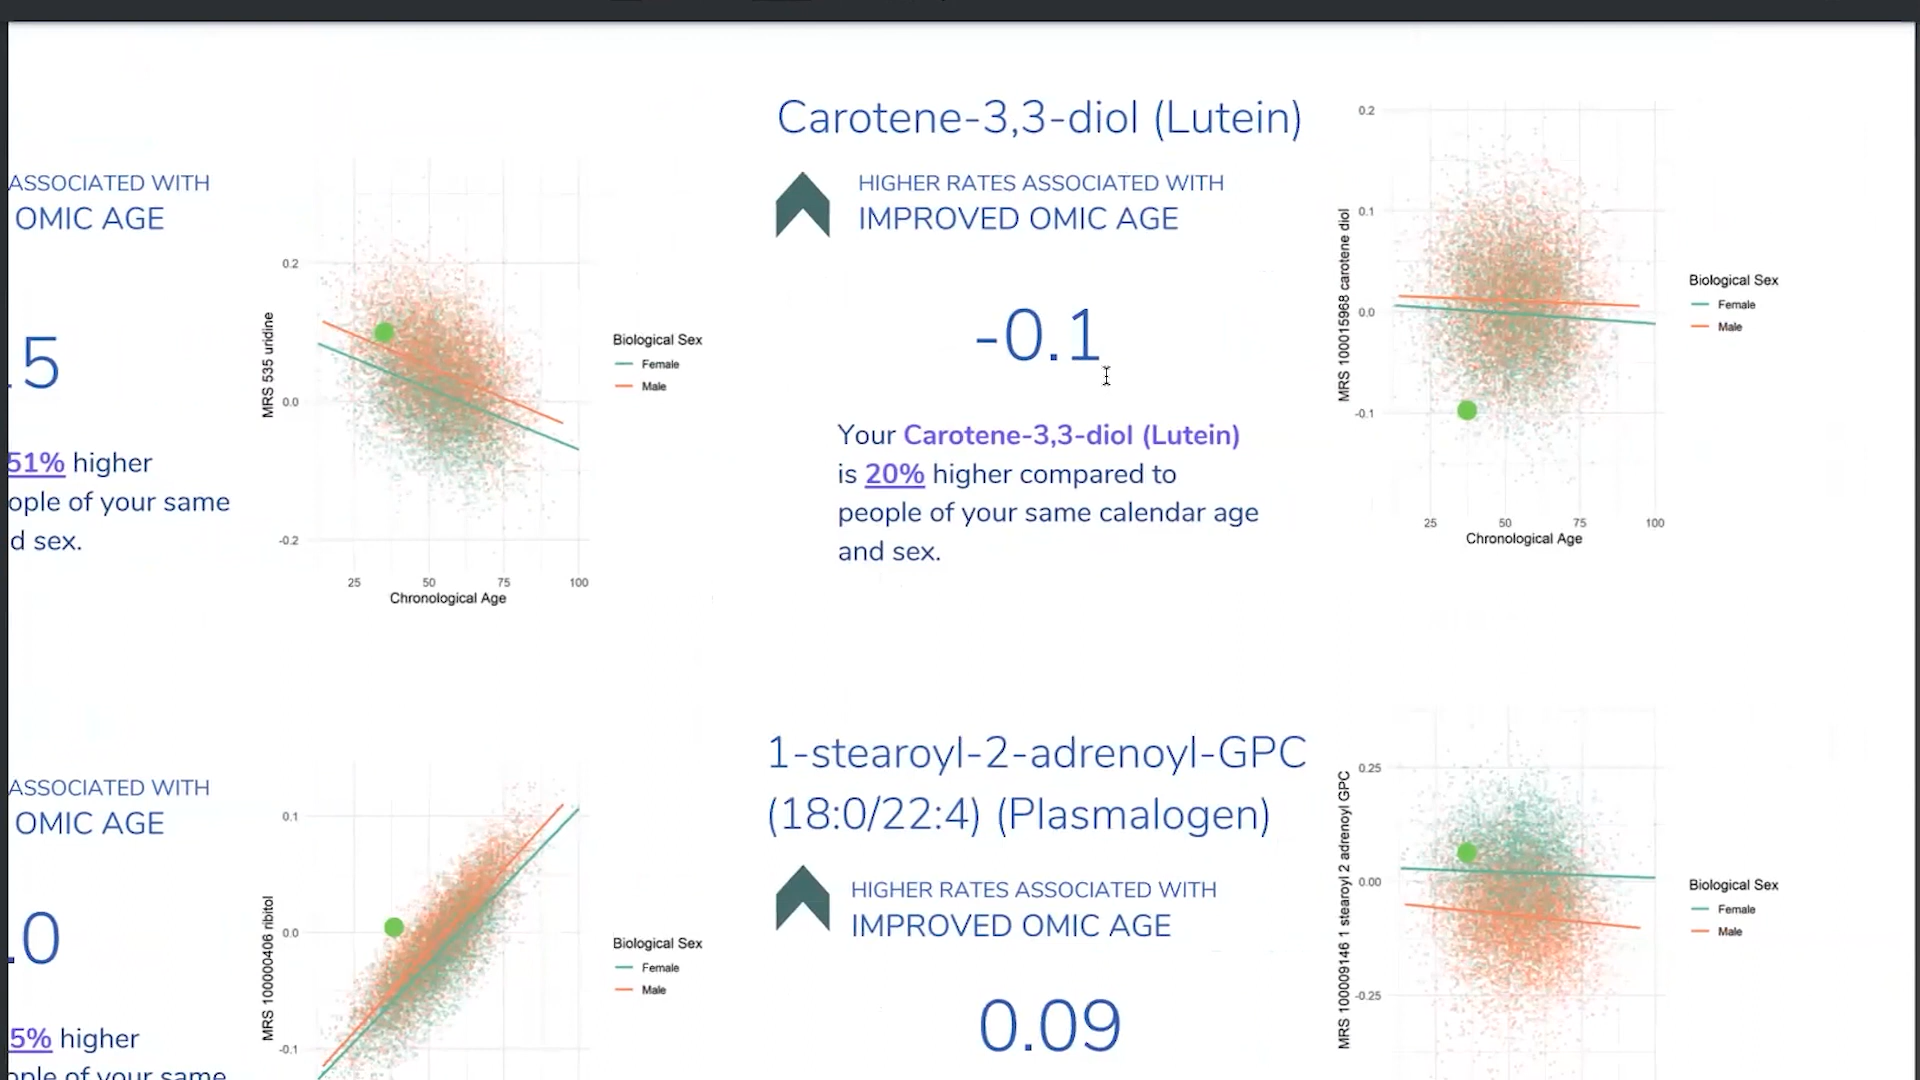 ASSOCIATED WITH
OMIC AGE
.5
51% higher
ople of your same
d sex.
0.2
0.0
-0.2
MRS 535 uridine
25 50 75 100
Chronological Age
Biological Sex
Female
Male
Carotene-3,3-diol (Lutein)
HIGHER RATES ASSOCIATED WITH
IMPROVED OMIC AGE
-0.1
Your Carotene-3,3-diol (Lutein)
is 20% higher compared to
people of your same calendar age
and sex.
0.2
0.1
0.0
-0.1
MRS 100015968 carotene diol
25 50 75 100
Chronological Age
Biological Sex
Female
Male
ASSOCIATED WITH
OMIC AGE
.0
5% higher
ople of your same
0.1
0.0
-0.1
MRS 100004406 ribitol
Biological Sex
Female
Male
1-stearoyl-2-adrenoyl-GPC
(18:0/22:4) (Plasmalogen)
HIGHER RATES ASSOCIATED WITH
IMPROVED OMIC AGE
0.09
0.25
0.00
-0.25
MRS 100009146 1 stearoyl 2 adrenoyl GPC
Biological Sex
Female
Male